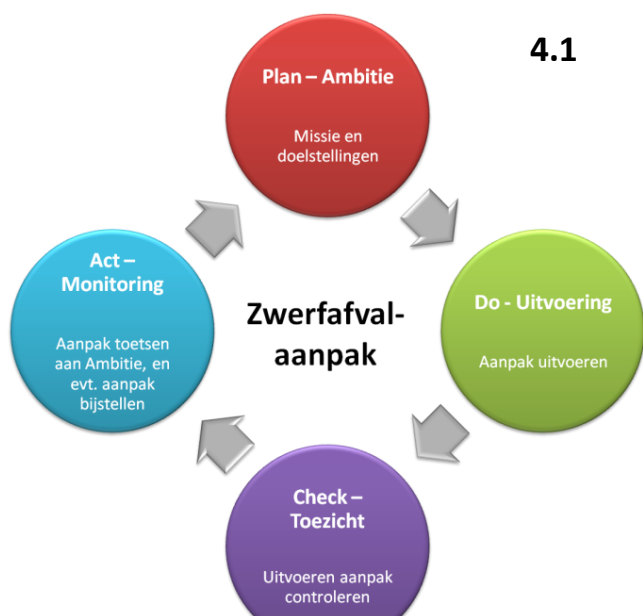 4.1
Plan – Ambitie
Missie en
doelstellingen
Do - Uitvoering
Aanpak uitvoeren
Check –
Toezicht
Uitvoeren aanpak
controleren
Act –
Monitoring
Aanpak toetsen
aan Ambitie, en
evt. aanpak
bijstellen
Zwerfafval-
aanpak